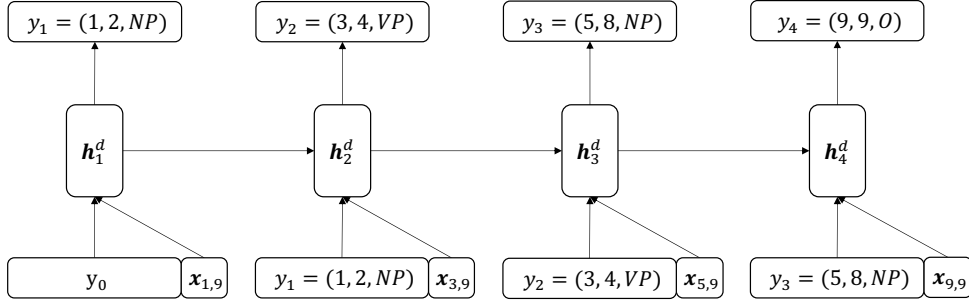 y₁ = (1, 2, NP) y₂ = (3, 4, VP) y₃ = (5, 8, NP) y₄ = (9, 9, O)
h₁ᵈ h₂ᵈ h₃ᵈ h₄ᵈ
y₀ x₁,₉ y₁ = (1, 2, NP) x₃,₉ y₂ = (3, 4, VP) x₅,₉ y₃ = (5, 8, NP) x₉,₉